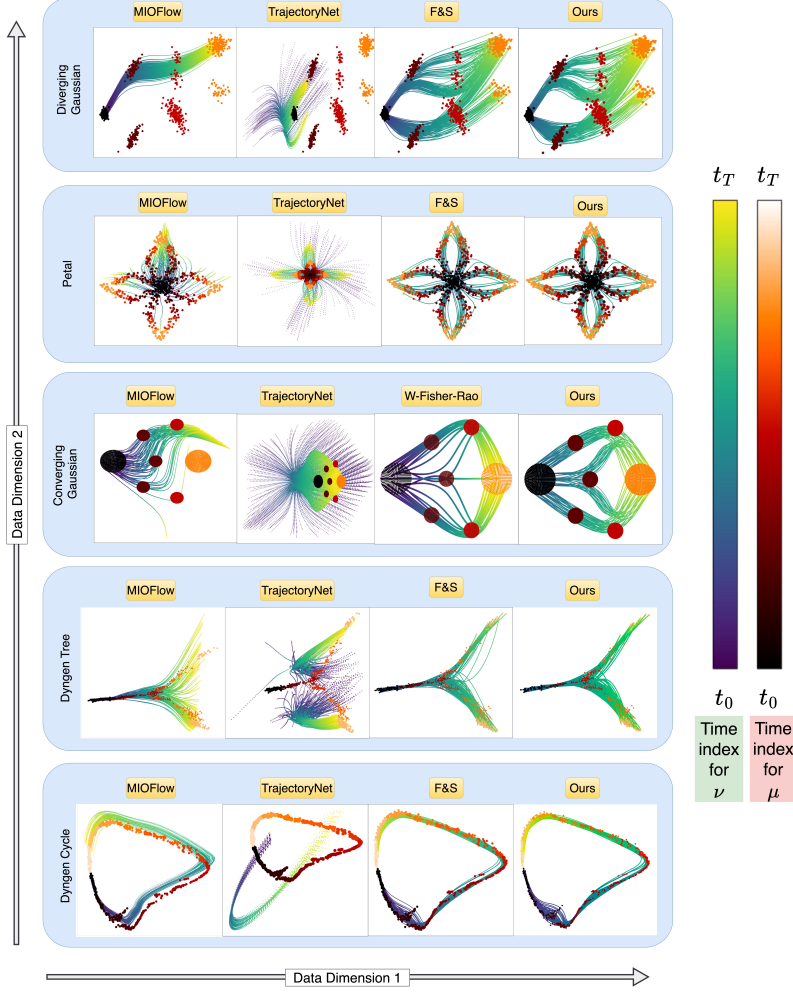 MIOFlow
TrajectoryNet
F&S
Ours
Diverging
Gaussian
MIOFlow
TrajectoryNet
F&S
Ours
Petal
MIOFlow
TrajectoryNet
W-Fisher-Rao
Ours
Converging
Gaussian
MIOFlow
TrajectoryNet
F&S
Ours
Dyngen Tree
MIOFlow
TrajectoryNet
F&S
Ours
Dyngen Cycle
Data Dimension 2
Data Dimension 1
t_T
t_T
t_0
t_0
Time
index
for
ν
Time
index
for
μ